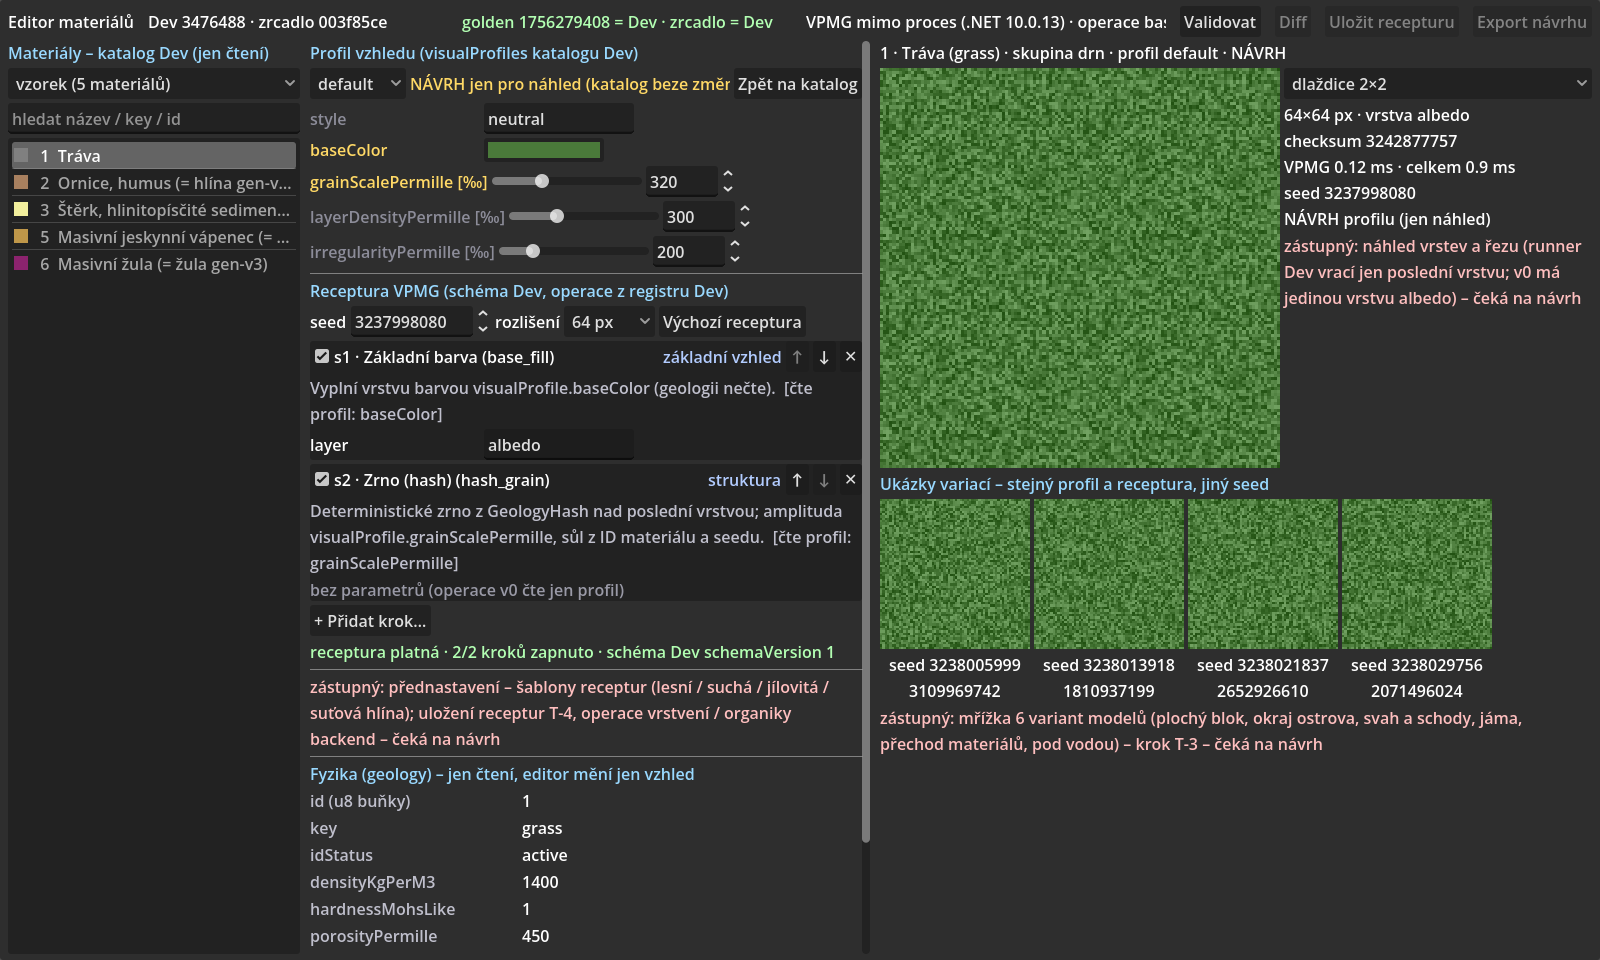 Editor materiálů Dev 3476488 · zrcadlo 003f85ce golden 1756279408 = Dev · zrcadlo = Dev VPMG mimo proces (.NET 10.0.13) · operace Validovat Diff Uložit recepturu Export návrhu
Materiály – katalog Dev (jen čtení)
vzorek (5 materiálů)
hledat název / key / id
1 Tráva
2 Ornice, humus (= hlína gen-v...
3 Štěrk, hlinitopísčité sedimen...
5 Masivní jeskynní vápenec (= ...
6 Masivní žula (= žula gen-v3)
Profil vzhledu (visualProfiles katalogu Dev)
default NÁVRH jen pro náhled (katalog beze změn Zpět na katalog
style neutral
baseColor
grainScalePermille [‰] 320
layerDensityPermille [‰] 300
irregularityPermille [‰] 200
Receptura VPMG (schéma Dev, operace z registru Dev)
seed 3237998080 rozlišení 64 px Výchozí receptura
s1 · Základní barva (base_fill) základní vzhled ↑ ↓ ×
Vyplní vrstvu barvou visualProfile.baseColor (geologii nečte). [čte
profil: baseColor]
layer albedo
s2 · Zrno (hash) (hash_grain) struktura ↑ ↓ ×
Deterministické zrno z GeologyHash nad poslední vrstvou; amplituda
visualProfile.grainScalePermille, sůl z ID materiálu a seedu. [čte profil:
grainScalePermille]
bez parametrů (operace v0 čte jen profil)
+ Přidat krok...
receptura platná · 2/2 kroků zapnuto · schéma Dev schemaVersion 1
zástupný: přednastavení – šablony receptur (lesní / suchá / jílovitá /
suťová hlína); uložení receptur T-4, operace vrstvení / organiky
backend – čeká na návrh
Fyzika (geology) – jen čtení, editor mění jen vzhled
id (u8 buňky) 1
key grass
idStatus active
densityKgPerM3 1400
hardnessMohsLike 1
porosityPermille 450
1 · Tráva (grass) · skupina drn · profil default · NÁVRH
dlaždice 2×2
64×64 px · vrstva albedo
checksum 3242877757
VPMG 0.12 ms · celkem 0.9 ms
seed 3237998080
NÁVRH profilu (jen náhled)
zástupný: náhled vrstev a řezu (runner
Dev vrací jen poslední vrstvu; v0 má
jedinou vrstvu albedo) – čeká na návrh
Ukázky variací – stejný profil a receptura, jiný seed
seed 3238005999 seed 3238013918 seed 3238021837 seed 3238029756
3109969742 1810937199 2652926610 2071496024
zástupný: mřížka 6 variant modelů (plochý blok, okraj ostrova, svah a schody, jáma,
přechod materiálů, pod vodou) – krok T-3 – čeká na návrh